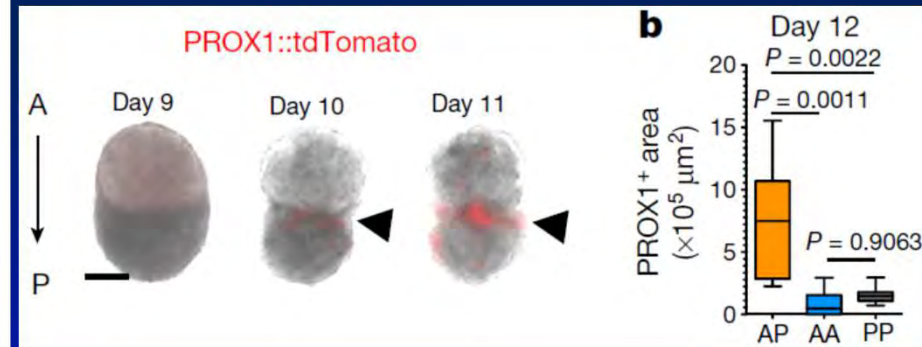 PROX1::tdTomato
A
Day 9
Day 10
Day 11
P
b
Day 12
P = 0.0022
P = 0.0011
P = 0.9063
PROX1⁺ area
(×10⁵ µm²)
20
15
10
5
0
AP AA PP